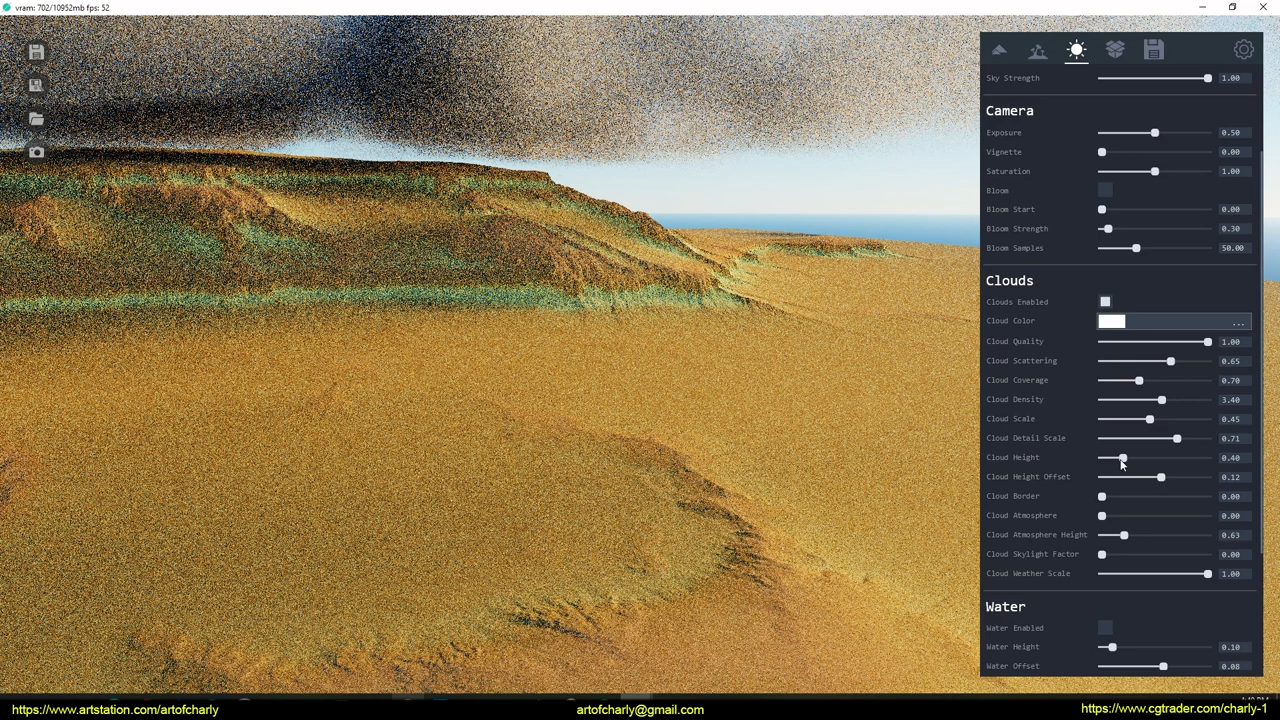 vram: 702/10952mb fps: 52
Sky Strength 1.00
Camera
Exposure 0.50
Vignette 0.00
Saturation 1.00
Bloom
Bloom Start 0.00
Bloom Strength 0.30
Bloom Samples 50.00
Clouds
Clouds Enabled
Cloud Color ...
Cloud Quality 1.00
Cloud Scattering 0.65
Cloud Coverage 0.70
Cloud Density 3.40
Cloud Scale 0.45
Cloud Detail Scale 0.71
Cloud Height 0.40
Cloud Height Offset 0.12
Cloud Border 0.00
Cloud Atmosphere 0.00
Cloud Atmosphere Height 0.63
Cloud Skylight Factor 0.00
Cloud Weather Scale 1.00
Water
Water Enabled
Water Height 0.10
Water Offset 0.08
https://www.artstation.com/artofcharly artofcharly@gmail.com https://www.cgtrader.com/charly-1